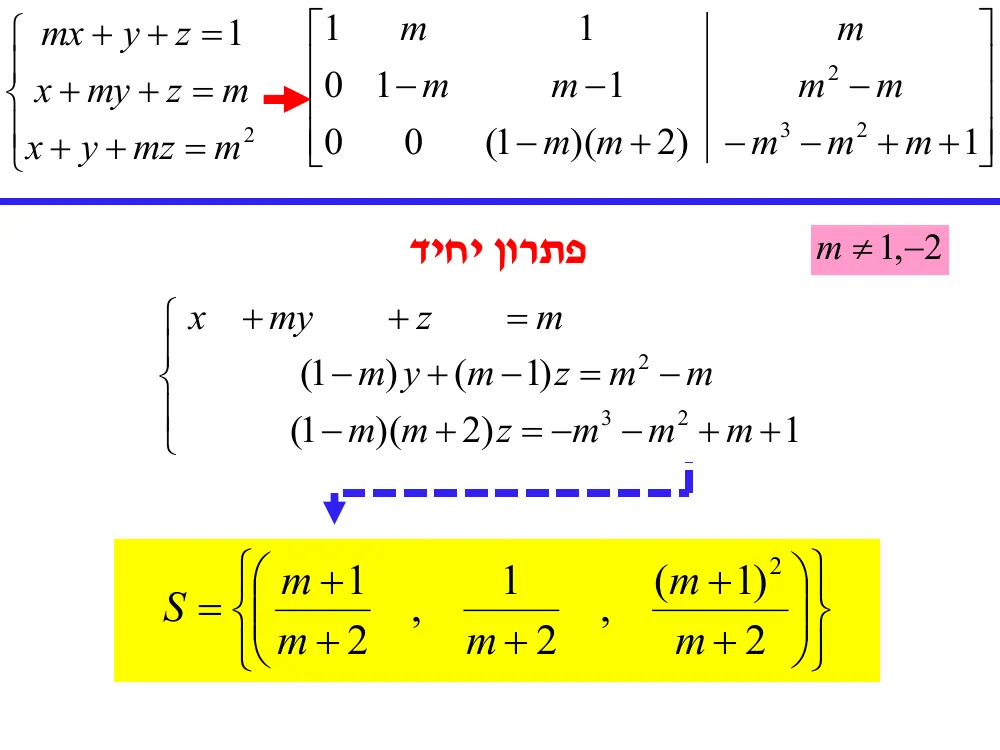 mx + y + z = 1
x + my + z = m
x + y + mz = m²
1 m 1 | m
0 1 − m m − 1 | m² − m
0 0 (1 − m)(m + 2) | − m³ − m² + m + 1
פתרון יחיד
m ≠ 1,−2
x + my + z = m
(1 − m) y + (m − 1) z = m² − m
(1 − m)(m + 2) z = −m³ − m² + m + 1
S = {( (m + 1)/(m + 2) , 1/(m + 2) , (m + 1)²/(m + 2) )}